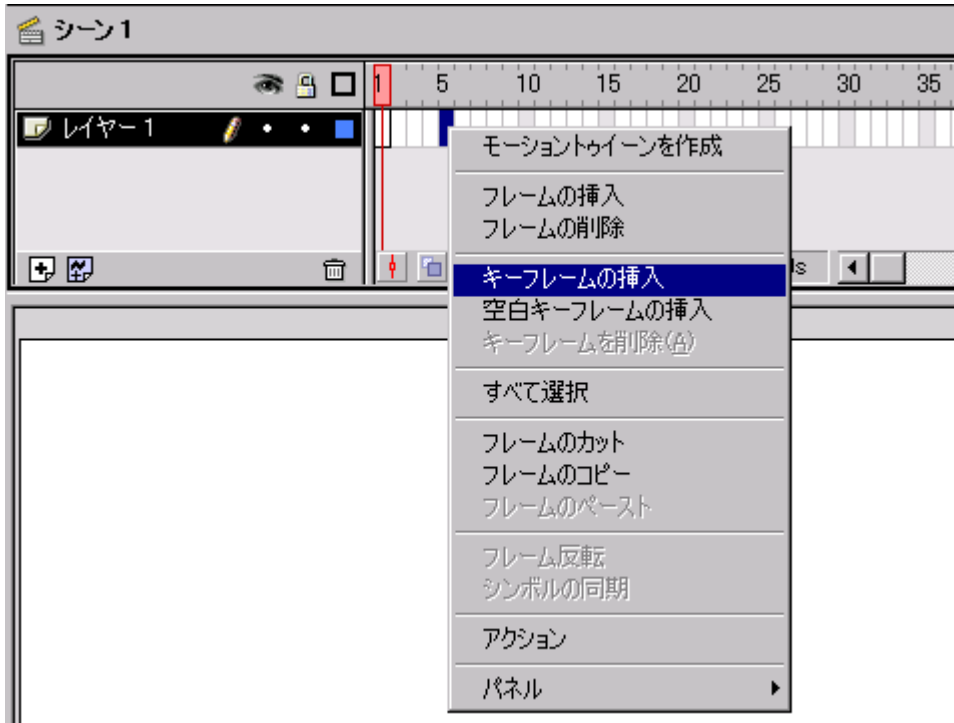 シーン 1
1 5 10 15 20 25 30 35
レイヤー 1
モーショントゥイーンを作成
フレームの挿入
フレームの削除
キーフレームの挿入
空白キーフレームの挿入
キーフレームを削除(A)
すべて選択
フレームのカット
フレームのコピー
フレームのペースト
フレーム反転
シンボルの同期
アクション
パネル